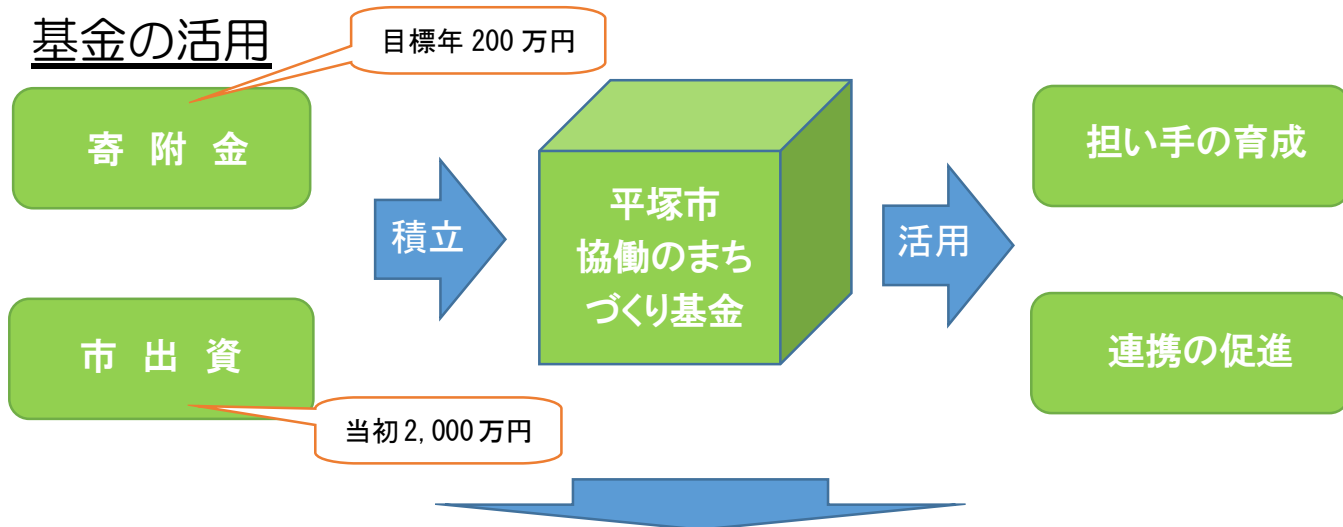 基金の活用
目標年 200 万円
寄 附 金
市 出 資
当初 2,000 万円
積立
平塚市
協働のまち
づくり基金
活用
担い手の育成
連携の促進